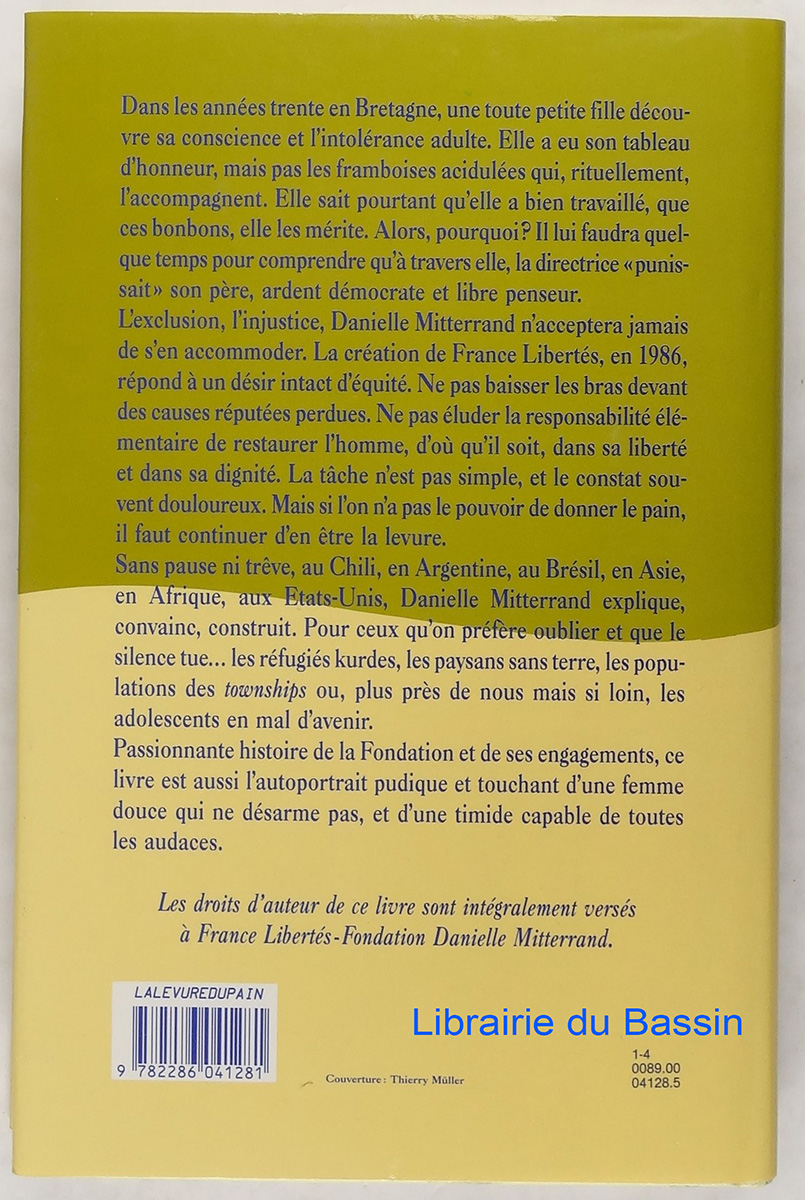 Dans les années trente en Bretagne, une toute petite fille décou-
vre sa conscience et l'intolérance adulte. Elle a eu son tableau
d'honneur, mais pas les framboises acidulées qui, rituellement,
l'accompagnent. Elle sait pourtant qu'elle a bien travaillé, que
ces bonbons, elle les mérite. Alors, pourquoi? Il lui faudra quel-
que temps pour comprendre qu'à travers elle, la directrice «punis-
sait» son père, ardent démocrate et libre penseur.
L'exclusion, l'injustice, Danielle Mitterrand n'acceptera jamais
de s'en accommoder. La création de France Libertés, en 1986,
répond à un désir intact d'équité. Ne pas baisser les bras devant
des causes réputées perdues. Ne pas éluder la responsabilité élé-
mentaire de restaurer l'homme, d'où qu'il soit, dans sa liberté
et dans sa dignité. La tâche n'est pas simple, et le constat sou-
vent douloureux. Mais si l'on n'a pas le pouvoir de donner le pain,
il faut continuer d'en être la levure.
Sans pause ni trêve, au Chili, en Argentine, au Brésil, en Asie,
en Afrique, aux Etats-Unis, Danielle Mitterrand explique,
convainc, construit. Pour ceux qu'on préfère oublier et que le
silence tue... les réfugiés kurdes, les paysans sans terre, les popu-
lations des townships ou, plus près de nous mais si loin, les
adolescents en mal d'avenir.
Passionnante histoire de la Fondation et de ses engagements, ce
livre est aussi l'autoportrait pudique et touchant d'une femme
douce qui ne désarme pas, et d'une timide capable de toutes
les audaces.
Les droits d'auteur de ce livre sont intégralement versés
à France Libertés-Fondation Danielle Mitterrand.
LALEVUREDUPAIN
9 782286 041281
Librairie du Bassin
Couverture : Thierry Müller
1-4
0089.00
04128.5